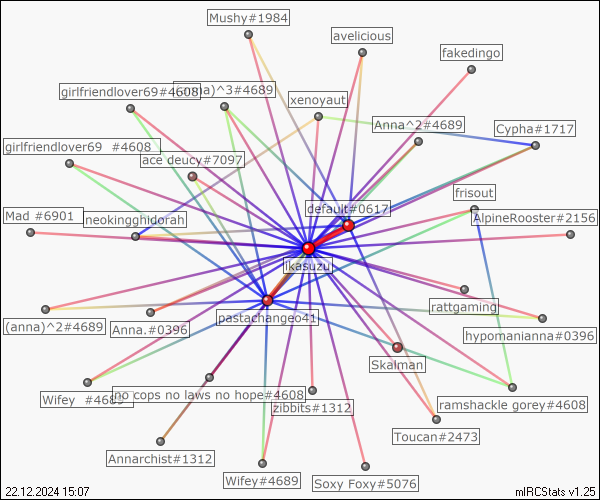 Mushy#1984
avelicious
fakedingo
girlfriendlover69#4608
na)^3#4689
xenoyaut
Anna^2#4689
Cypha#1717
girlfriendlover69 #4608
ace deucy#7097
frisout
default#0617
Mad #6901
neokingghidorah
AlpineRooster#2156
ikasuzu
rattgaming
(anna)^2#4689
Anna.#0396
pastachangeo41
hypomanianna#0396
Skalman
Wifey #4689
no cops no laws no hope#4608
zibbits#1312
ramshackle gorey#4608
Toucan#2473
Annarchist#1312
Wifey#4689
Soxy Foxy#5076
22.12.2024 15:07
mIRCStats v1.25